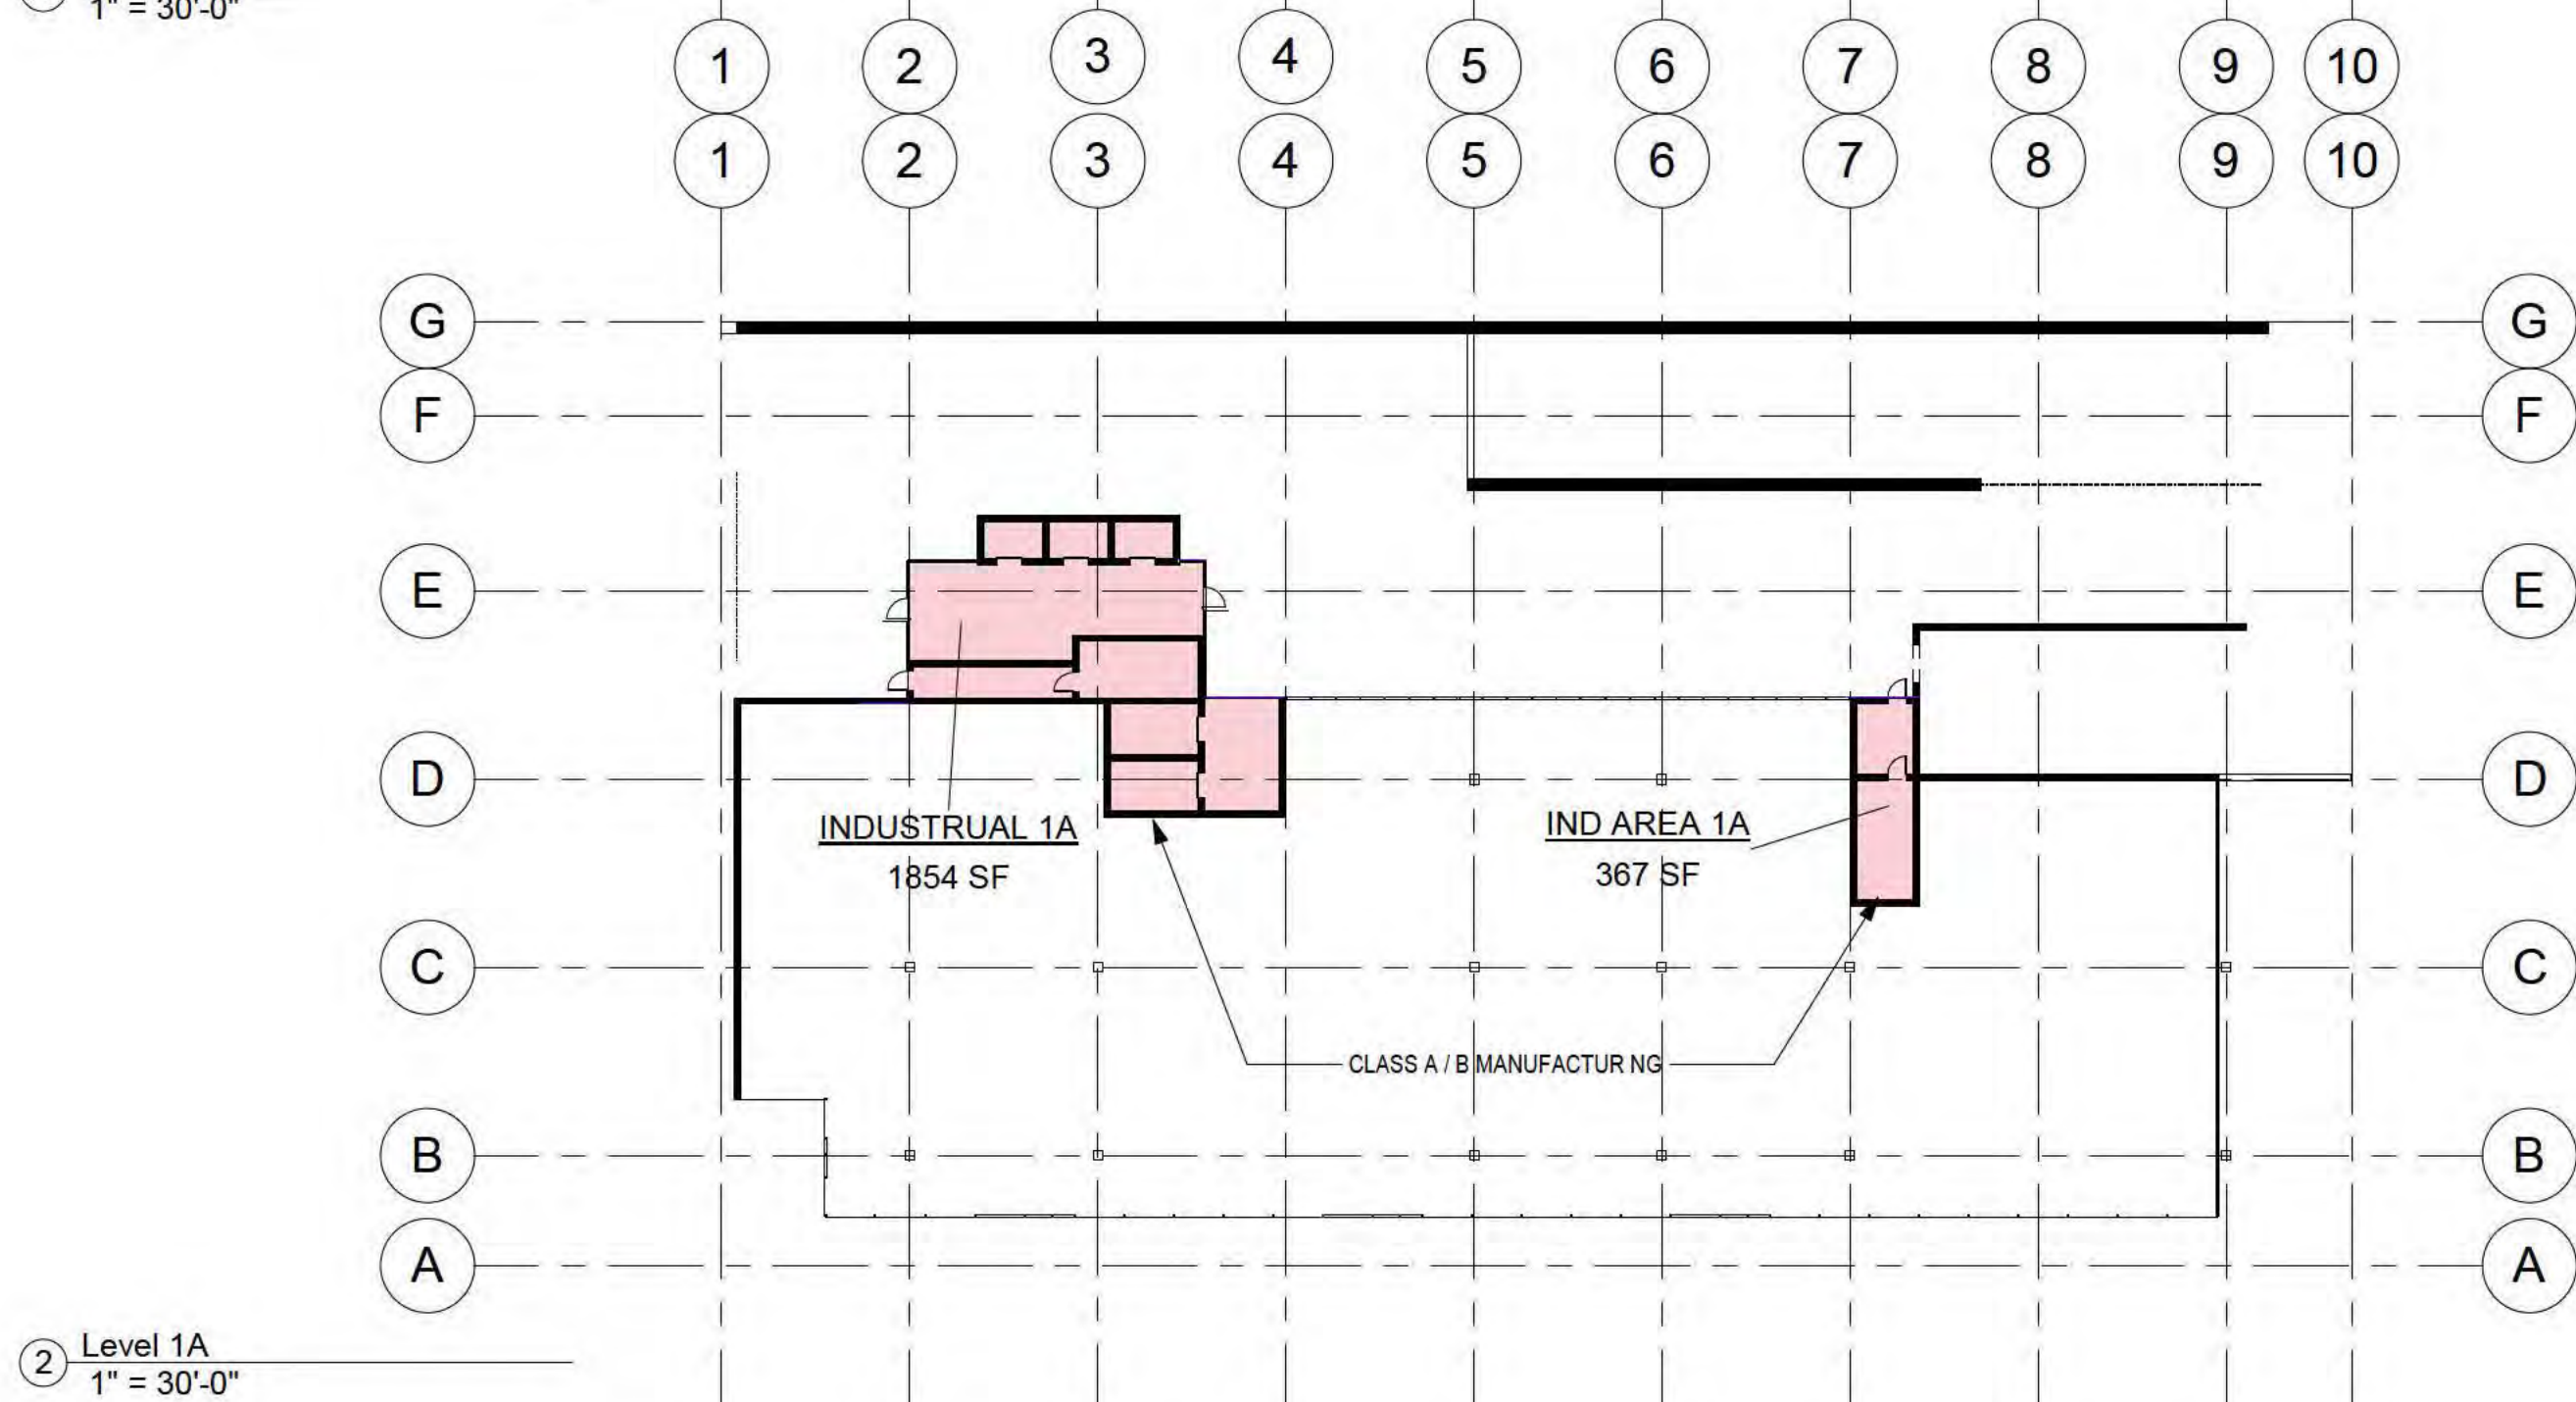 1" = 30'-0"
1 2 3 4 5 6 7 8 9 10
1 2 3 4 5 6 7 8 9 10
G G
F F
E E
D D
INDUSTRUAL 1A
1854 SF
IND AREA 1A
367 SF
C C
CLASS A / B MANUFACTUR NG
B B
A A
2 Level 1A
1" = 30'-0"